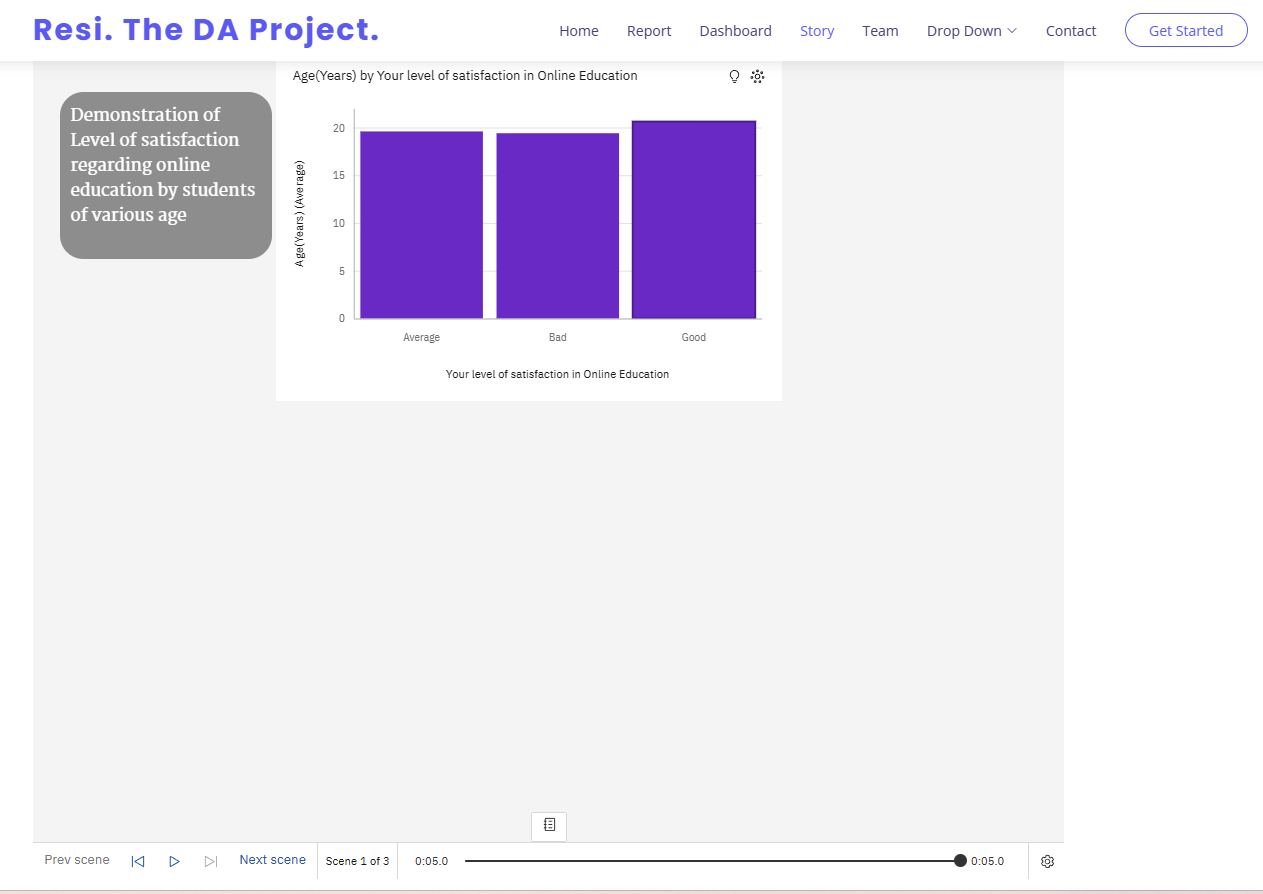 Resi. The DA Project.
Home Report Dashboard Story Team Drop Down Contact Get Started
Age(Years) by Your level of satisfaction in Online Education
Demonstration of
Level of satisfaction
regarding online
education by students
of various age
Age(Years) (Average)
20
15
10
5
0
Average Bad Good
Your level of satisfaction in Online Education
Prev scene Next scene Scene 1 of 3 0:05.0 0:05.0